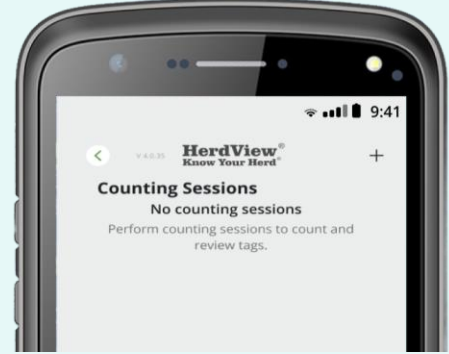 9:41
V 4.0.35
HerdView®
Know Your Herd®
+
Counting Sessions
No counting sessions
Perform counting sessions to count and
review tags.